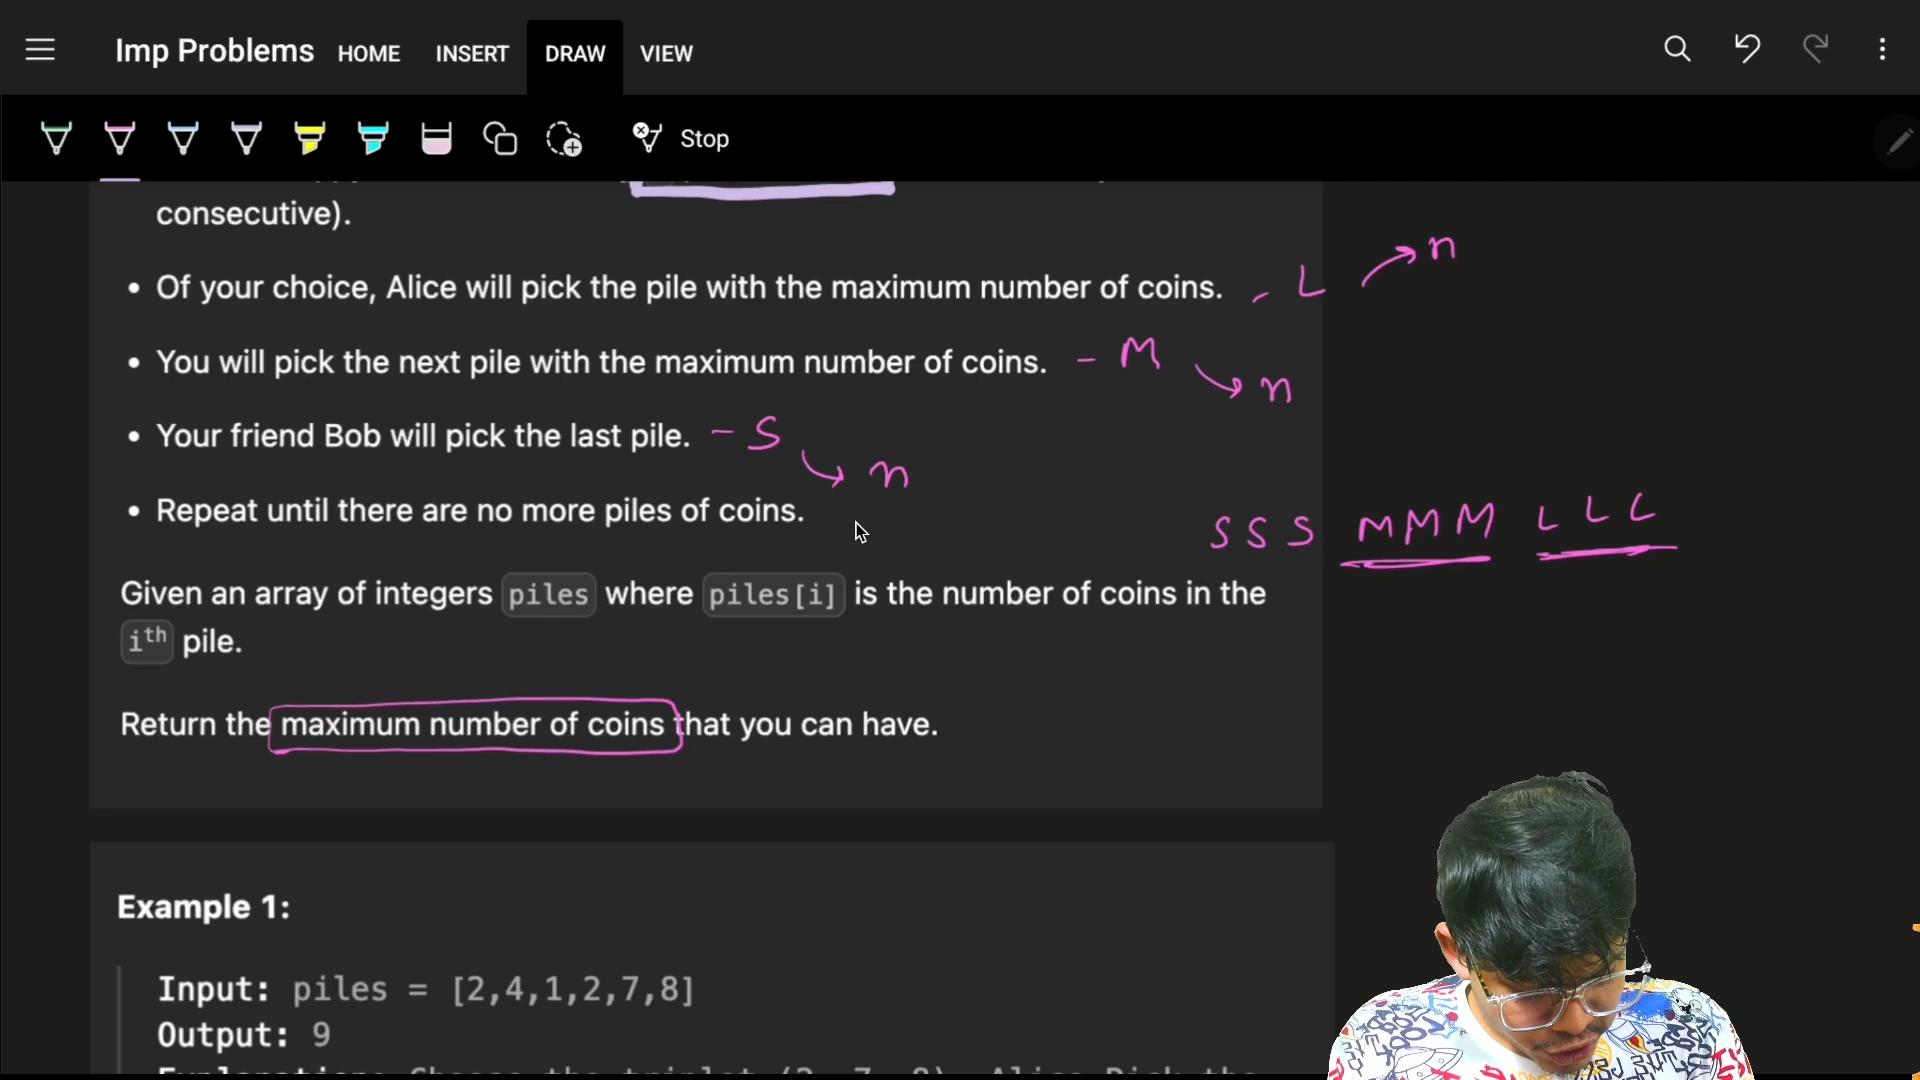 Imp Problems HOME INSERT DRAW VIEW
Stop
consecutive).
• Of your choice, Alice will pick the pile with the maximum number of coins. - L → n
• You will pick the next pile with the maximum number of coins. - M → n
• Your friend Bob will pick the last pile. - S → n
• Repeat until there are no more piles of coins.
S S S M M M L L L
Given an array of integers piles where piles[i] is the number of coins in the
ith pile.
Return the maximum number of coins that you can have.
Example 1:
Input: piles = [2,4,1,2,7,8]
Output: 9